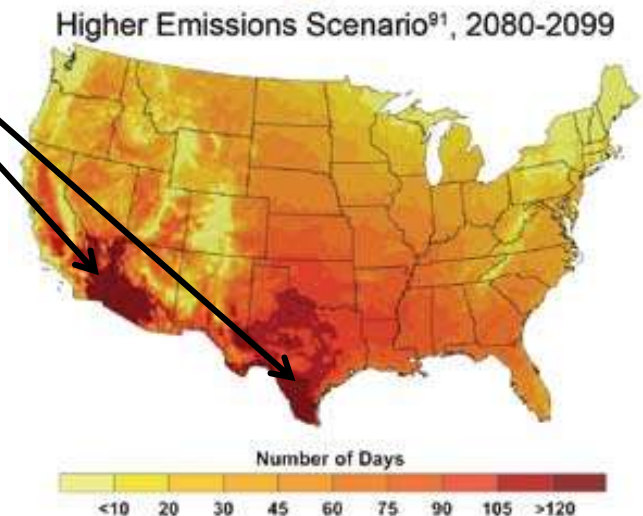 Higher Emissions Scenario⁹¹, 2080-2099
Number of Days
<10 20 30 45 60 75 90 105 >120